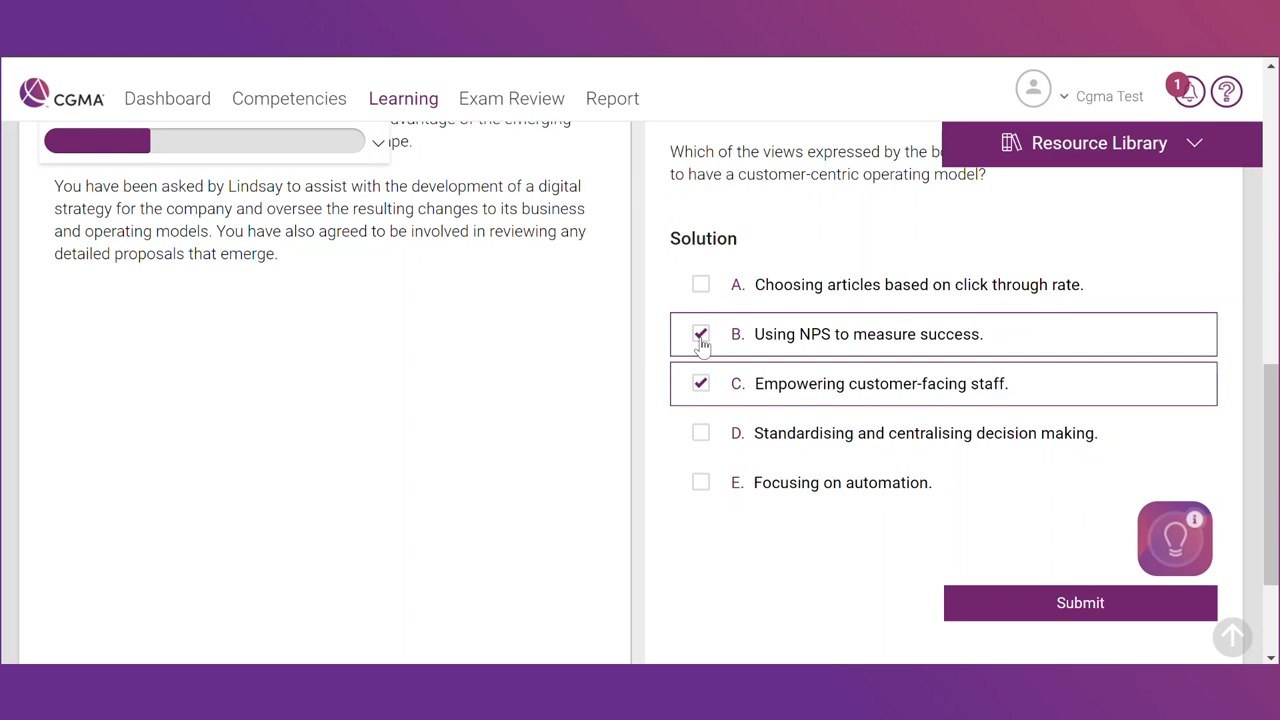 CGMA
Dashboard
Competencies
Learning
Exam Review
Report
Cgma Test
1
?
advantage of the emerging
Resource Library
You have been asked by Lindsay to assist with the development of a digital
strategy for the company and oversee the resulting changes to its business
and operating models. You have also agreed to be involved in reviewing any
detailed proposals that emerge.
Which of the views expressed by the
to have a customer-centric operating model?
Solution
A. Choosing articles based on click through rate.
B. Using NPS to measure success.
C. Empowering customer-facing staff.
D. Standardising and centralising decision making.
E. Focusing on automation.
i
Submit